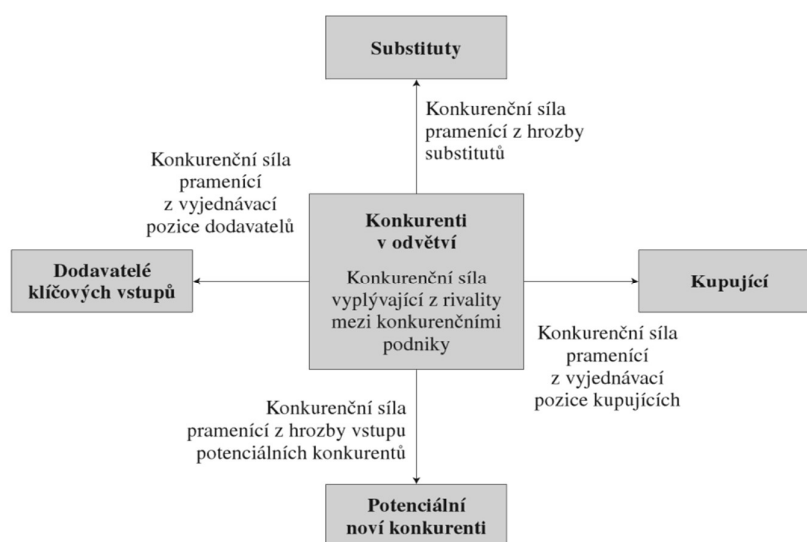 Substituty
Konkurenční síla
pramenící z hrozby
substitutů
Konkurenční síla
pramenící
z vyjednávací
pozice dodavatelů
Konkurenti
v odvětví
Konkurenční síla
vyplývající z rivality
mezi konkurenčními
podniky
Dodavatelé
klíčových vstupů
Kupující
Konkurenční síla
pramenící
z vyjednávací
pozice kupujících
Konkurenční síla
pramenící z hrozby vstupu
potenciálních konkurentů
Potenciální
noví konkurenti